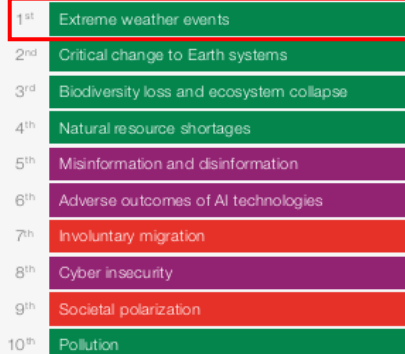 1st Extreme weather events
2nd Critical change to Earth systems
3rd Biodiversity loss and ecosystem collapse
4th Natural resource shortages
5th Misinformation and disinformation
6th Adverse outcomes of AI technologies
7th Involuntary migration
8th Cyber insecurity
9th Societal polarization
10th Pollution